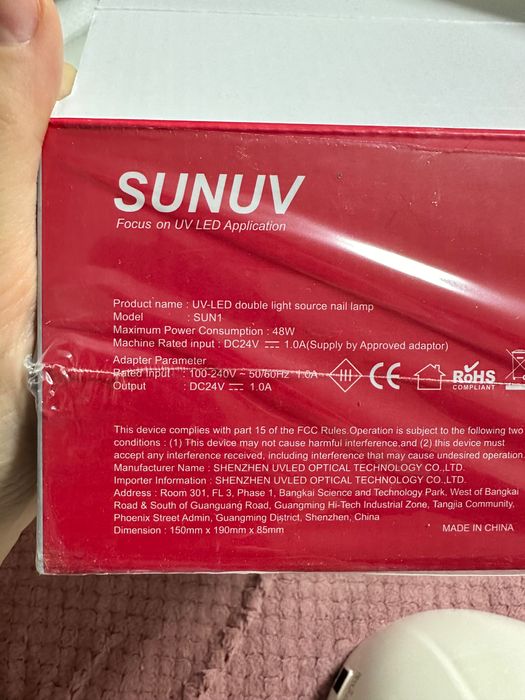 SUNUV
Focus on UV LED Application
Product name : UV-LED double light source nail lamp
Model : SUN1
Maximum Power Consumption : 48W
Machine Rated input : DC24V ⎓ 1.0A(Supply by Approved adaptor)
Adapter Parameter
Rated Input : 100-240V ~ 50/60Hz 1.0A
Output : DC24V ⎓ 1.0A
CE
RoHS
COMPLIANT
This device complies with part 15 of the FCC Rules.Operation is subject to the following two
conditions : (1) This device may not cause harmful interference,and (2) this device must
accept any interference received, including interference that may cause undesired operation.
Manufacturer Name : SHENZHEN UVLED OPTICAL TECHNOLOGY CO.,LTD.
Importer Information : SHENZHEN UVLED OPTICAL TECHNOLOGY CO.,LTD.
Address : Room 301, FL 3, Phase 1, Bangkai Science and Technology Park, West of Bangkai
Road & South of Guanguang Road, Guangming Hi-Tech Industrial Zone, Tangjia Community,
Phoenix Street Admin, Guangming District, Shenzhen, China
Dimension : 150mm x 190mm x 85mm
MADE IN CHINA